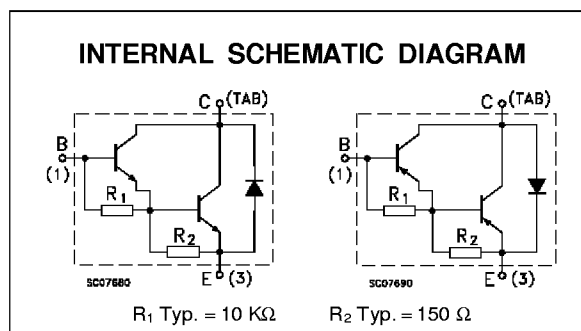 INTERNAL SCHEMATIC DIAGRAM
C (TAB)
B
(1)
R1
R2
SC07680
E (3)
C (TAB)
B
(1)
R1
R2
SC07690
E (3)
R1 Typ. = 10 KΩ R2 Typ. = 150 Ω